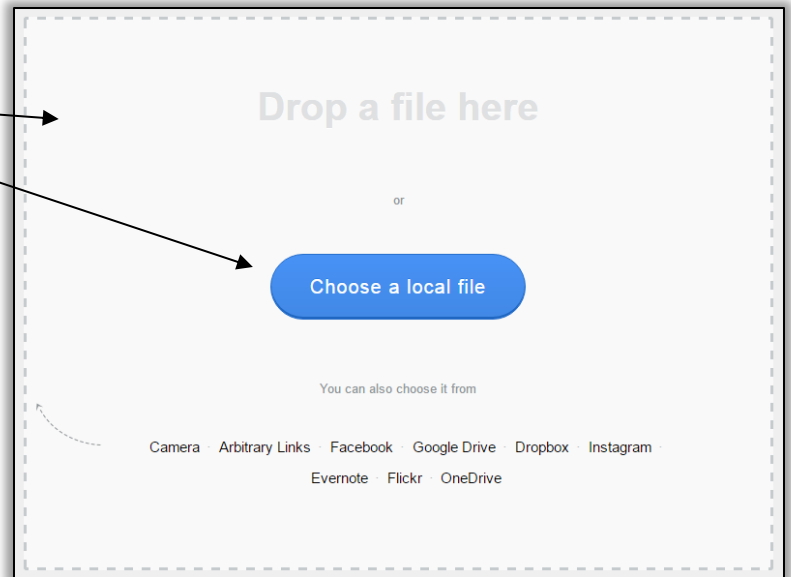 Drop a file here
or
Choose a local file
You can also choose it from
Camera · Arbitrary Links · Facebook · Google Drive · Dropbox · Instagram ·
Evernote · Flickr · OneDrive